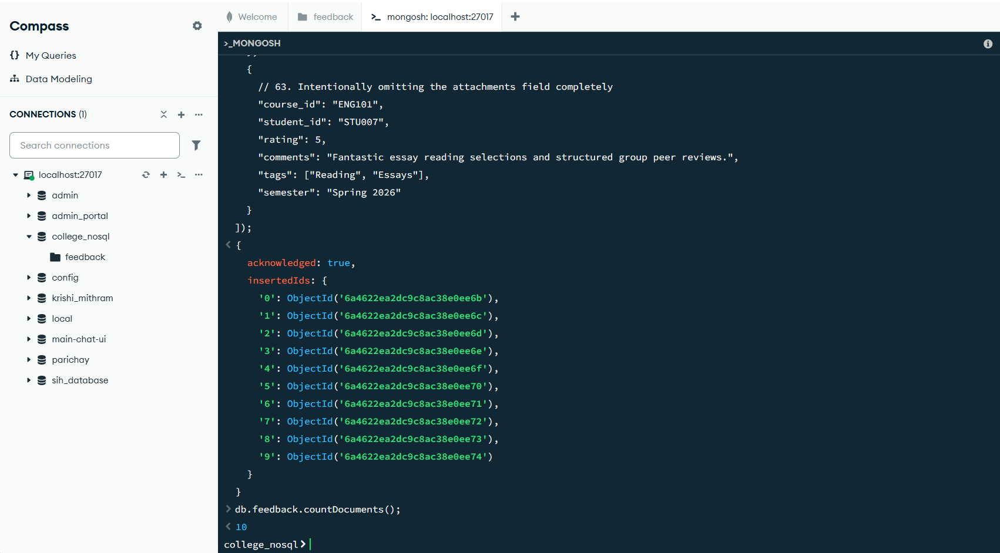 Compass
My Queries
Data Modeling
CONNECTIONS (1)
Search connections
localhost:27017
admin
admin_portal
college_nosql
feedback
config
krishi_mithram
local
main-chat-ui
parichay
sih_database
Welcome
feedback
mongosh: localhost:27017
>_MONGOSH
{
// 63. Intentionally omitting the attachments field completely
"course_id": "ENG101",
"student_id": "STU007",
"rating": 5,
"comments": "Fantastic essay reading selections and structured group peer reviews.",
"tags": ["Reading", "Essays"],
"semester": "Spring 2026"
}
]);
< {
acknowledged: true,
insertedIds: {
'0': ObjectId('6a4622ea2dc9c8ac38e0ee6b'),
'1': ObjectId('6a4622ea2dc9c8ac38e0ee6c'),
'2': ObjectId('6a4622ea2dc9c8ac38e0ee6d'),
'3': ObjectId('6a4622ea2dc9c8ac38e0ee6e'),
'4': ObjectId('6a4622ea2dc9c8ac38e0ee6f'),
'5': ObjectId('6a4622ea2dc9c8ac38e0ee70'),
'6': ObjectId('6a4622ea2dc9c8ac38e0ee71'),
'7': ObjectId('6a4622ea2dc9c8ac38e0ee72'),
'8': ObjectId('6a4622ea2dc9c8ac38e0ee73'),
'9': ObjectId('6a4622ea2dc9c8ac38e0ee74')
}
}
> db.feedback.countDocuments();
< 10
college_nosql>